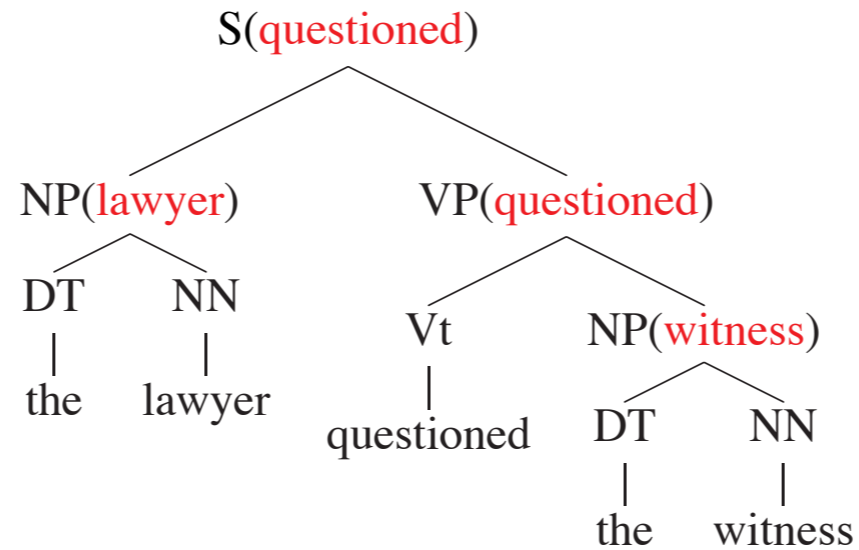 S(questioned)
NP(lawyer) VP(questioned)
DT NN
Vt NP(witness)
the lawyer
questioned DT NN
the witness